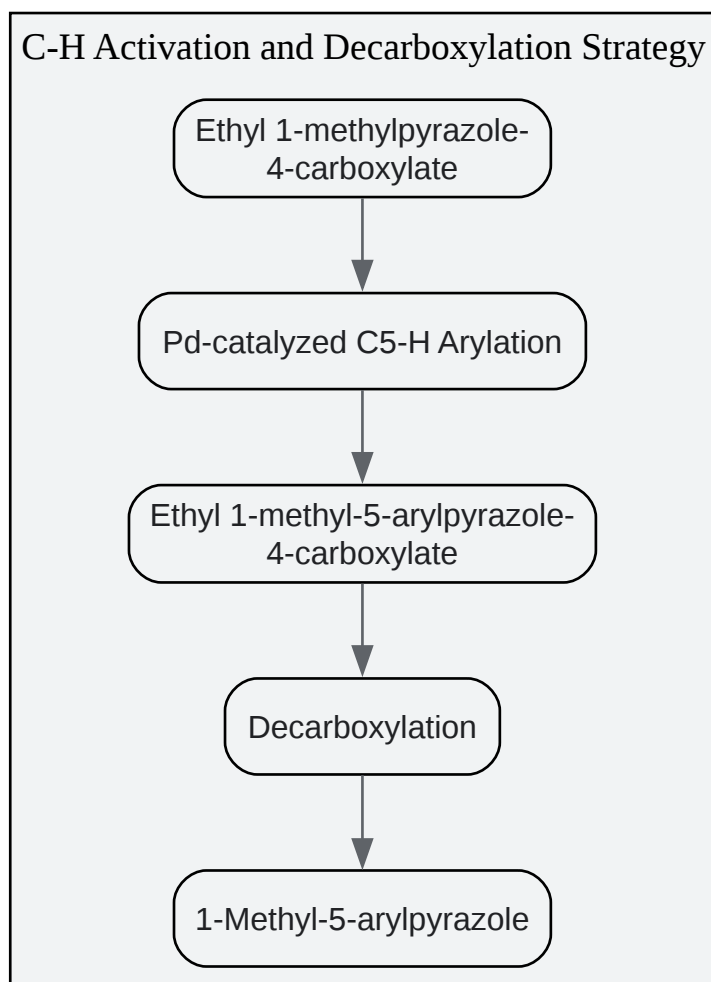 C-H Activation and Decarboxylation Strategy
Ethyl 1-methylpyrazole-
4-carboxylate
Pd-catalyzed C5-H Arylation
Ethyl 1-methyl-5-arylpyrazole-
4-carboxylate
Decarboxylation
1-Methyl-5-arylpyrazole